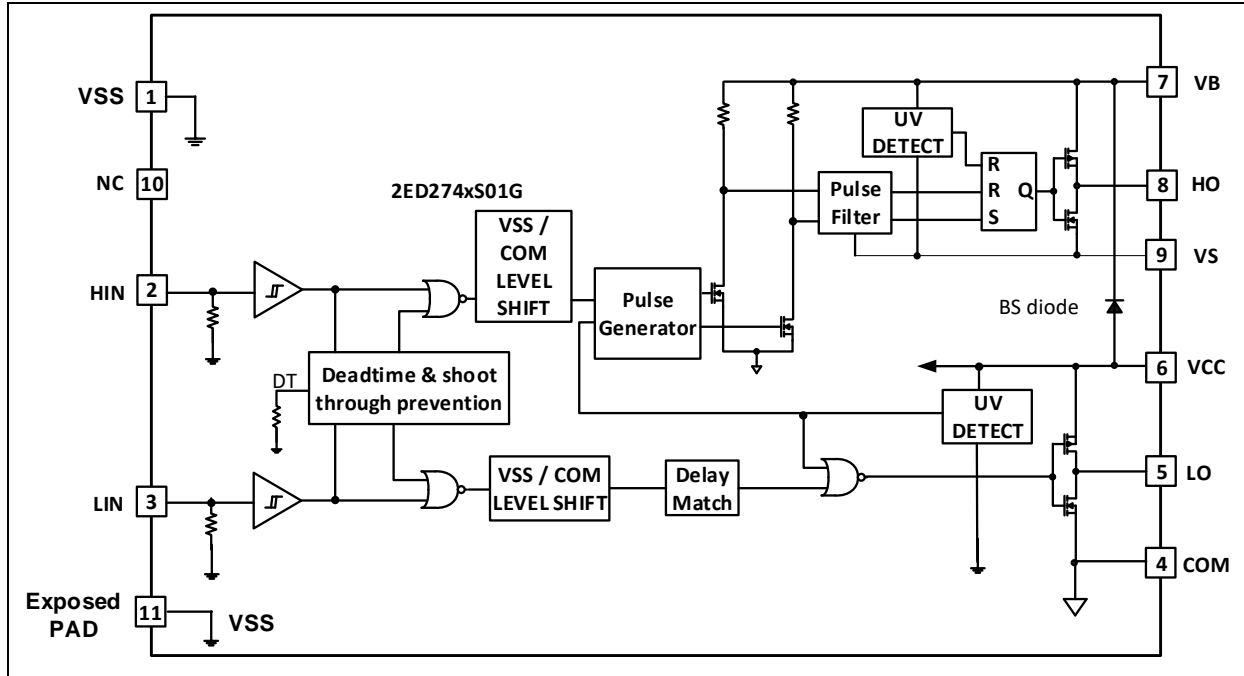 VSS
1
7
VB
UV
DETECT
NC
10
2ED274xS01G
R
R
S
Q
8
HO
Pulse
Filter
VSS /
COM
LEVEL
SHIFT
9
VS
HIN
2
Pulse
Generator
BS diode
DT
Deadtime & shoot
through prevention
6
VCC
UV
DETECT
LIN
3
VSS / COM
LEVEL SHIFT
Delay
Match
5
LO
4
COM
Exposed
PAD
11
VSS